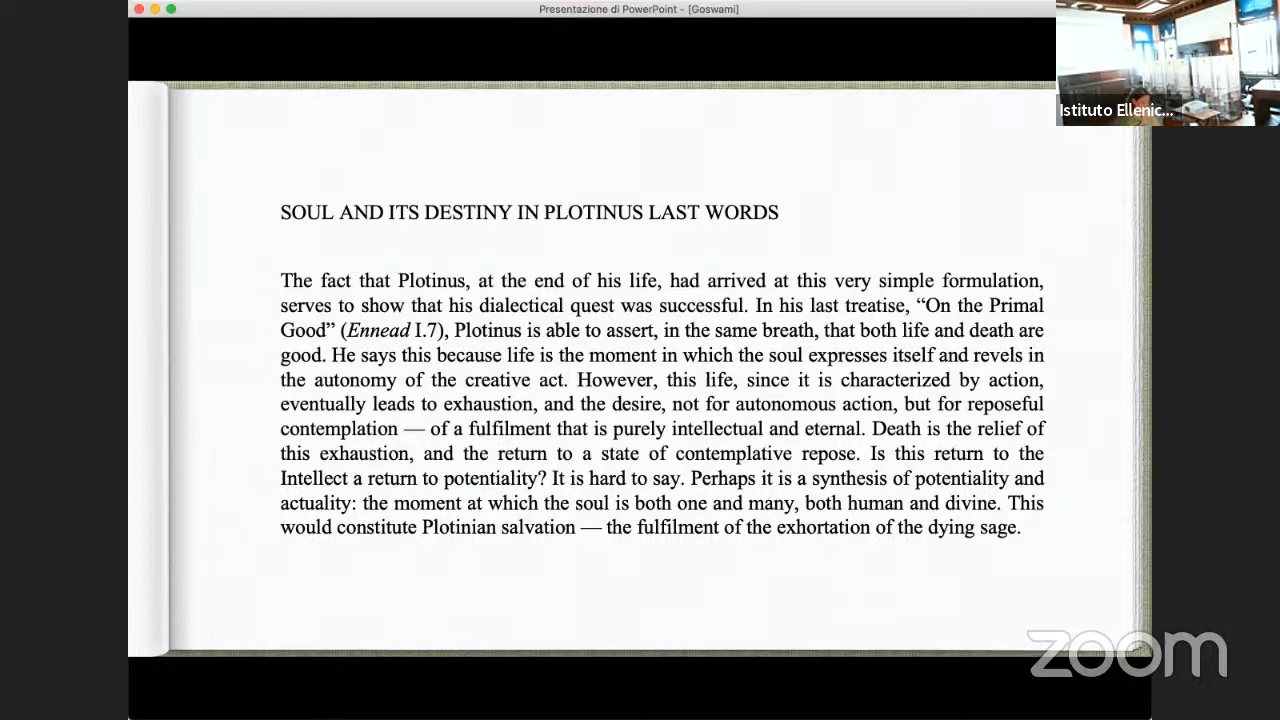 Presentazione di PowerPoint - [Goswami]
Istituto Ellenic...
SOUL AND ITS DESTINY IN PLOTINUS LAST WORDS
The fact that Plotinus, at the end of his life, had arrived at this very simple formulation,
serves to show that his dialectical quest was successful. In his last treatise, “On the Primal
Good” (Ennead I.7), Plotinus is able to assert, in the same breath, that both life and death are
good. He says this because life is the moment in which the soul expresses itself and revels in
the autonomy of the creative act. However, this life, since it is characterized by action,
eventually leads to exhaustion, and the desire, not for autonomous action, but for reposeful
contemplation — of a fulfilment that is purely intellectual and eternal. Death is the relief of
this exhaustion, and the return to a state of contemplative repose. Is this return to the
Intellect a return to potentiality? It is hard to say. Perhaps it is a synthesis of potentiality and
actuality: the moment at which the soul is both one and many, both human and divine. This
would constitute Plotinian salvation — the fulfilment of the exhortation of the dying sage.
zoom